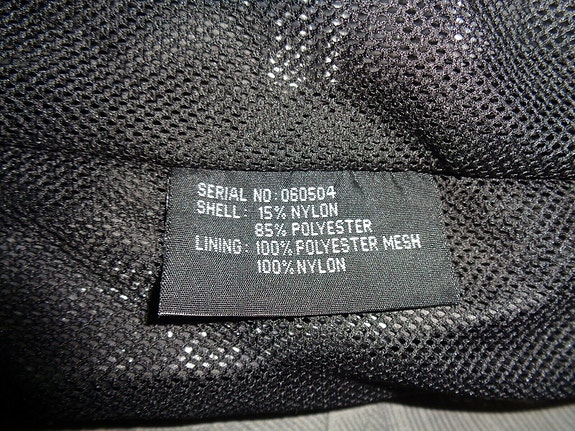 SERIAL NO: 060504
SHELL: 15% NYLON
85% POLYESTER
LINING: 100% POLYESTER MESH
100% NYLON